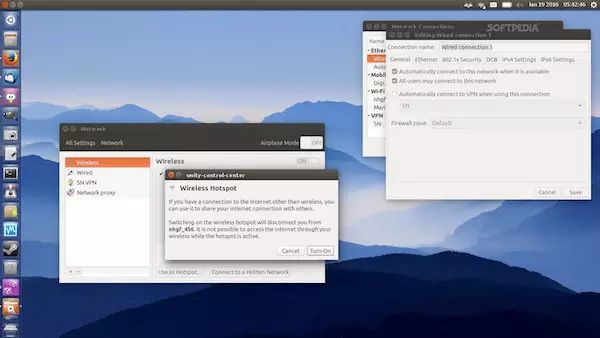 ian 19 2016 05:42:46
SOFTPEDIA
Network Connections
Editing Wired connection 1
Name
Connection name: Wired connection 1
General Ethernet 802.1x Security DCB IPv4 Settings IPv6 Settings
Automatically connect to this network when it is available
All users may connect to this network
Automatically connect to VPN when using this connection
SN
Firewall zone: Default
Cancel Save
Ether
Wire
Auto
Mobil
Digi.
Wi-Fi
nhgf
Mart
VPN
SN
Network
All Settings Network
Airplane Mode OFF
Wireless
Wired
SN VPN
Network proxy
Wireless ON
unity-control-center
Wireless Hotspot
If you have a connection to the Internet other than wireless, you
can use it to share your internet connection with others.
Switching on the wireless hotspot will disconnect you from
nhgf_456. It is not possible to access the internet through your
wireless while the hotspot is active.
Cancel Turn On
Use as Hotspot... Connect to a Hidden Network